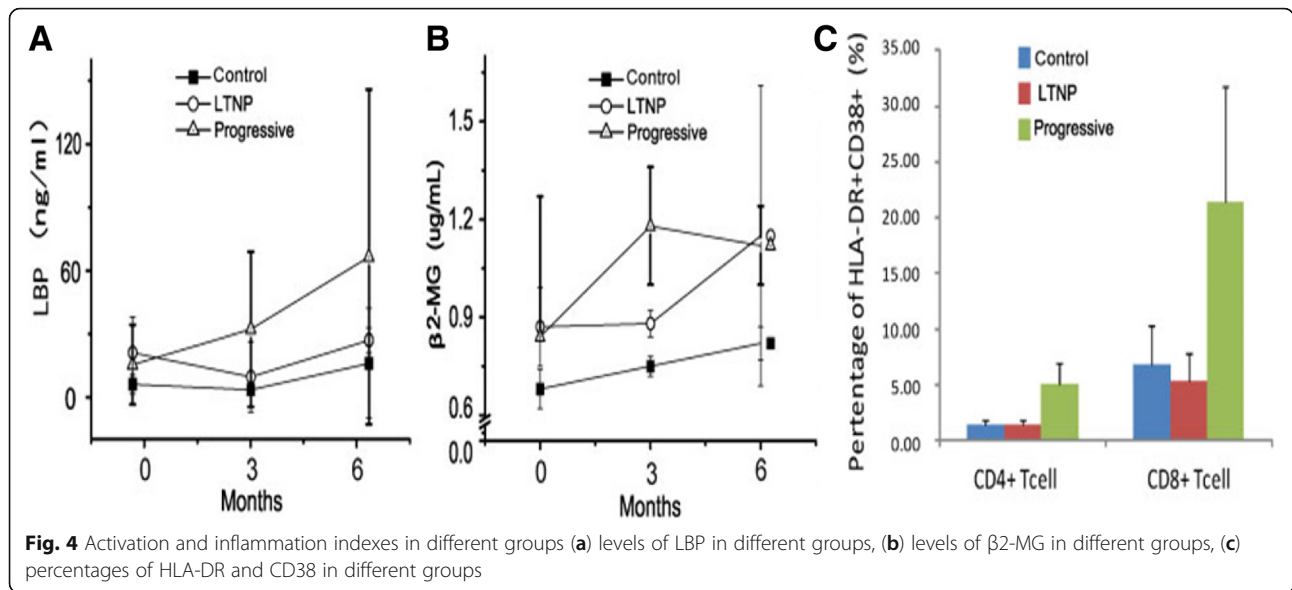 A
Control
LTNP
Progressive
LBP (ng/ml)
120
60
0
0 3 6
Months
B
Control
LTNP
Progressive
β2-MG (ug/mL)
1.5
1.2
0.9
0.6
0.0
0 3 6
Months
C
Control
LTNP
Progressive
Pertentage of HLA-DR+CD38+ (%)
35.00
30.00
25.00
20.00
15.00
10.00
5.00
0.00
CD4+ Tcell CD8+ Tcell
Fig. 4 Activation and inflammation indexes in different groups (a) levels of LBP in different groups, (b) levels of β2-MG in different groups, (c)
percentages of HLA-DR and CD38 in different groups